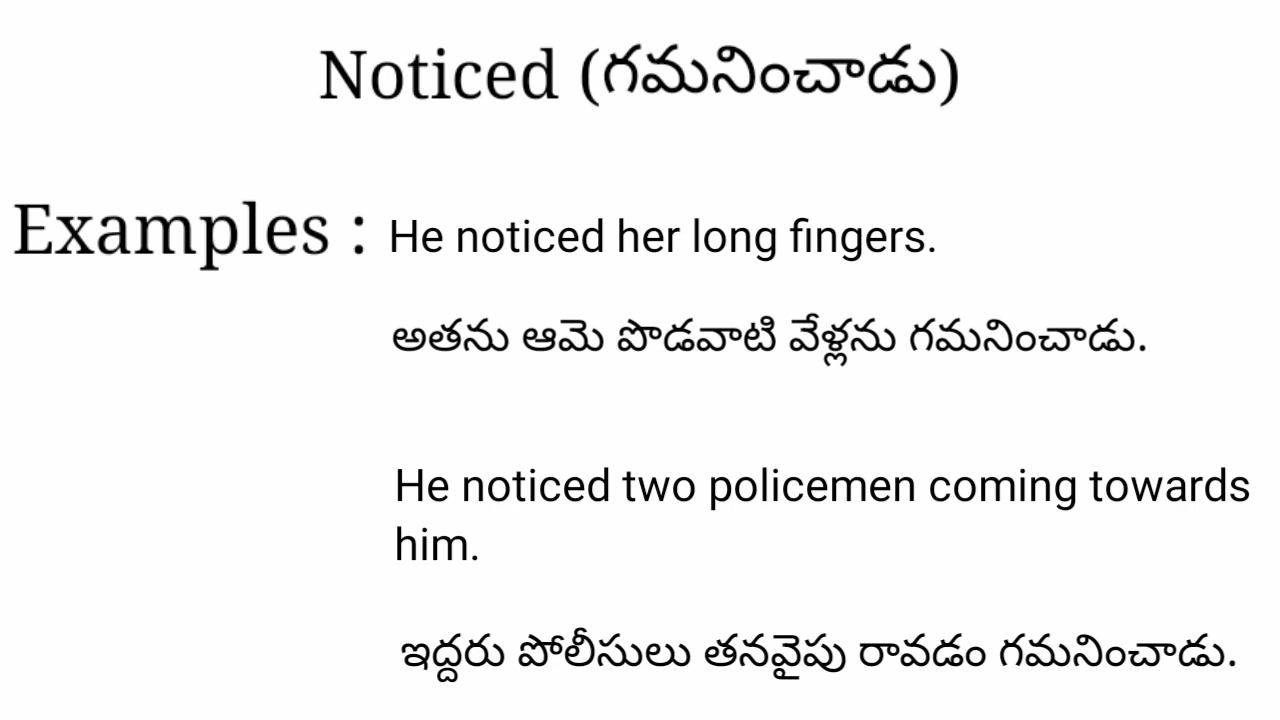 Noticed (గమనించాడు)
Examples : He noticed her long fingers.
అతను ఆమె పొడవాటి వేళ్లను గమనించాడు.
He noticed two policemen coming towards
him.
ఇద్దరు పోలీసులు తనవైపు రావడం గమనించాడు.